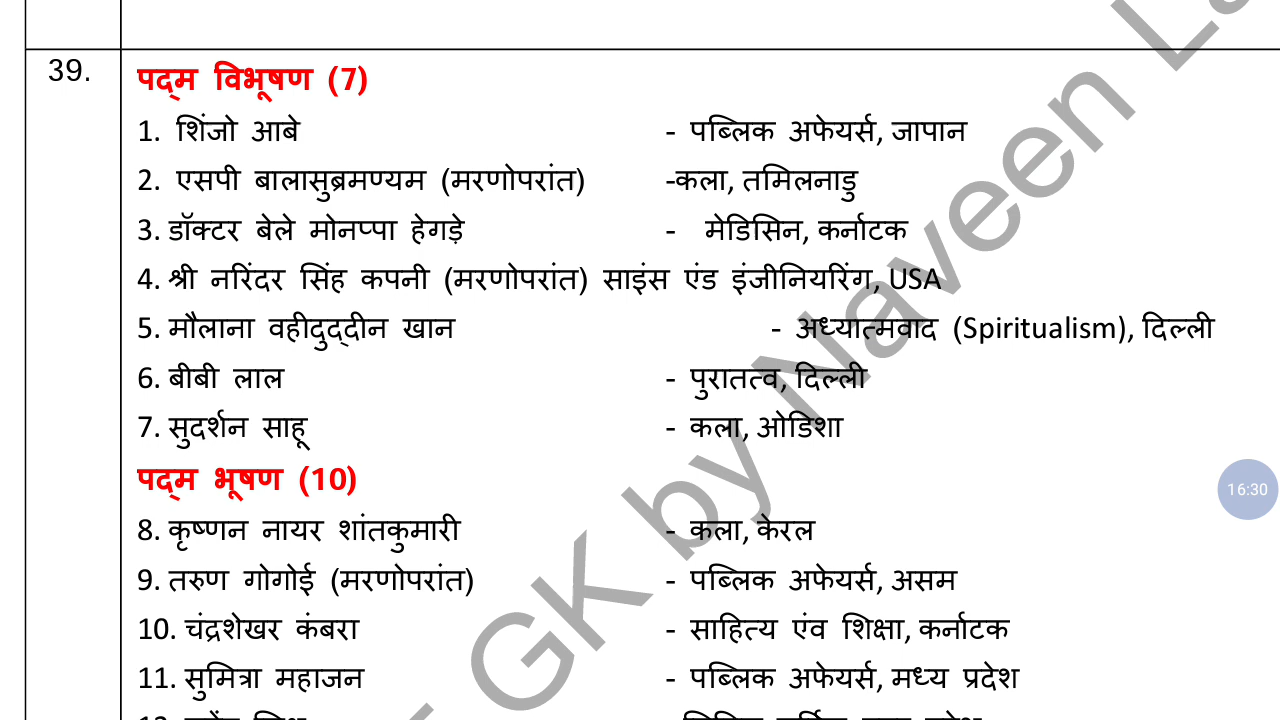 39.
पद्म विभूषण (7)
1. शिंजो आबे - पब्लिक अफेयर्स, जापान
2. एसपी बालासुब्रमण्यम (मरणोपरांत) -कला, तमिलनाडु
3. डॉक्टर बेले मोनप्पा हेगड़े - मेडिसिन, कर्नाटक
4. श्री नरिंदर सिंह कपनी (मरणोपरांत) साइंस एंड इंजीनियरिंग, USA
5. मौलाना वहीदुद्दीन खान - अध्यात्मवाद (Spiritualism), दिल्ली
6. बीबी लाल - पुरातत्व, दिल्ली
7. सुदर्शन साहू - कला, ओडिशा
पद्म भूषण (10)
16:30
8. कृष्णन नायर शांतकुमारी - कला, केरल
9. तरुण गोगोई (मरणोपरांत) - पब्लिक अफेयर्स, असम
10. चंद्रशेखर कंबरा - साहित्य एंव शिक्षा, कर्नाटक
11. सुमित्रा महाजन - पब्लिक अफेयर्स, मध्य प्रदेश
GK by Naveen